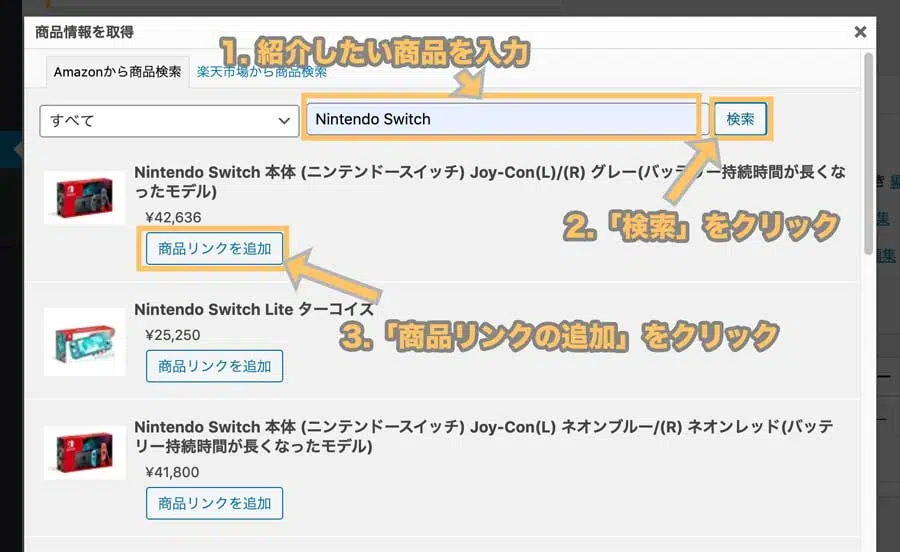 商品情報を取得
×
1. 紹介したい商品を入力
Amazonから商品検索
楽天市場から商品検索
すべて
Nintendo Switch
検索
Nintendo Switch 本体 (ニンテンドースイッチ) Joy-Con(L)/(R) グレー(バッテリー持続時間が長くな
ったモデル)
¥42,636
2.「検索」をクリック
商品リンクを追加
Nintendo Switch Lite ターコイズ
3.「商品リンクの追加」をクリック
¥25,250
商品リンクを追加
Nintendo Switch 本体 (ニンテンドースイッチ) Joy-Con(L) ネオンブルー/(R) ネオンレッド(バッテ
リー持続時間が長くなったモデル)
¥41,800
商品リンクを追加